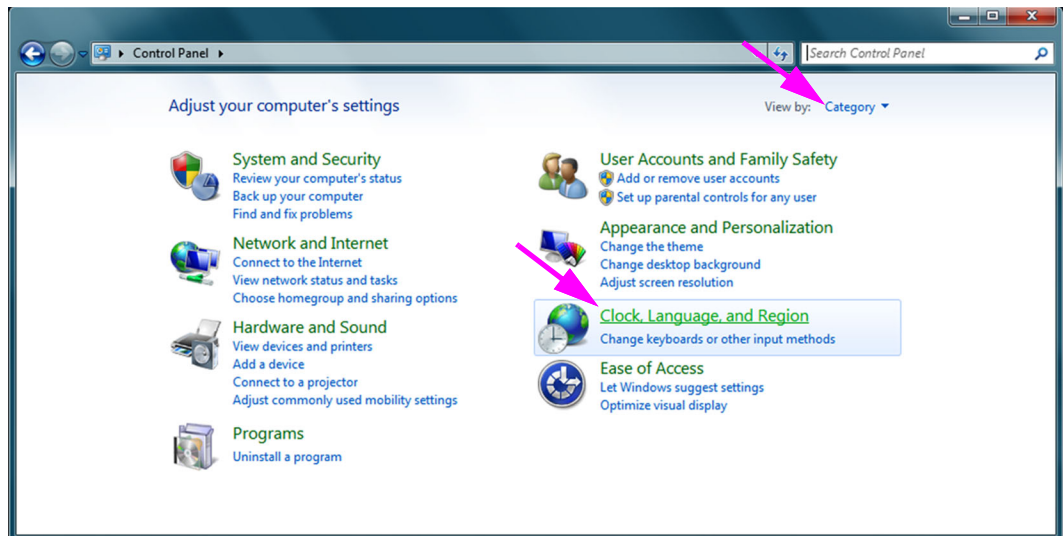 Control Panel
Search Control Panel
Adjust your computer's settings
View by: Category
System and Security
Review your computer's status
Back up your computer
Find and fix problems
Network and Internet
Connect to the Internet
View network status and tasks
Choose homegroup and sharing options
Hardware and Sound
View devices and printers
Add a device
Connect to a projector
Adjust commonly used mobility settings
Programs
Uninstall a program
User Accounts and Family Safety
Add or remove user accounts
Set up parental controls for any user
Appearance and Personalization
Change the theme
Change desktop background
Adjust screen resolution
Clock, Language, and Region
Change keyboards or other input methods
Ease of Access
Let Windows suggest settings
Optimize visual display